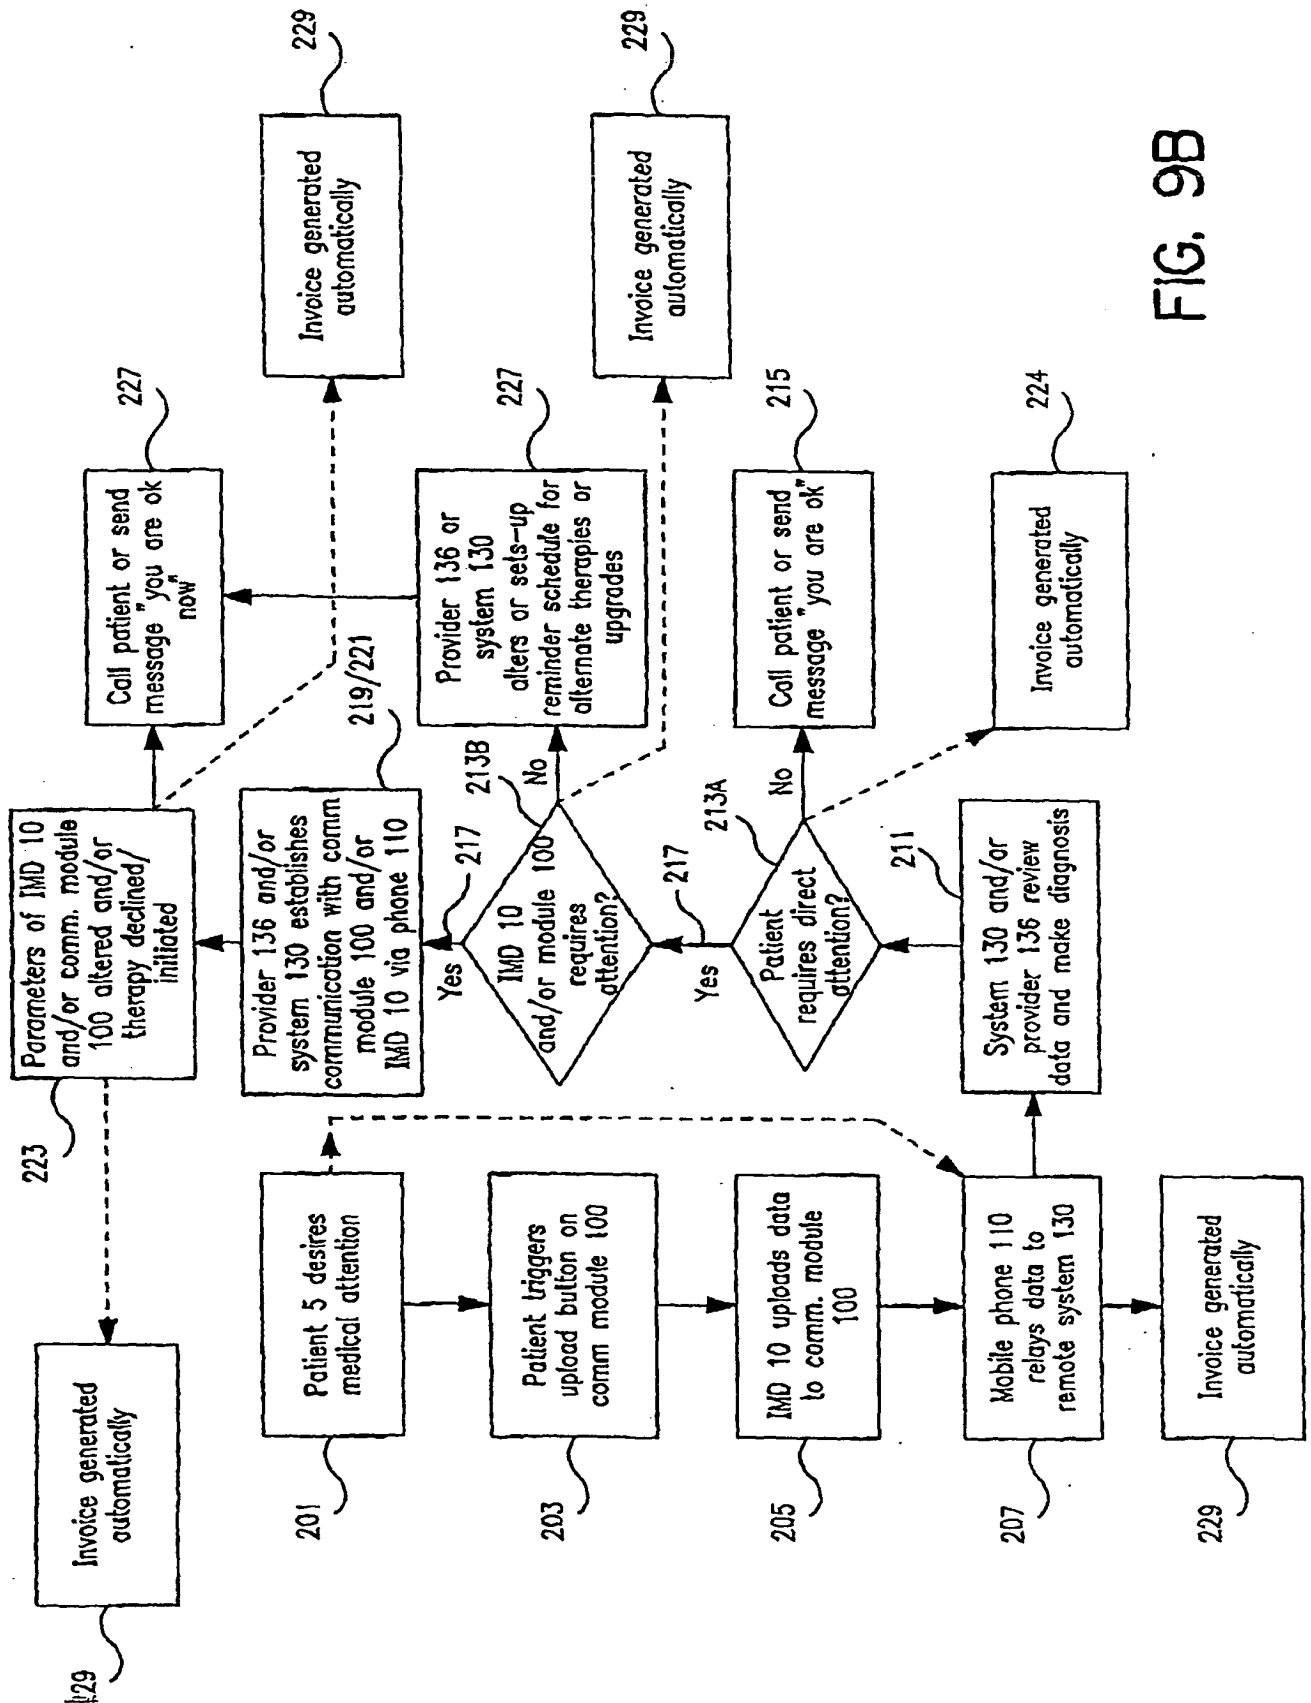 229
Invoice generated
automatically
223
Parameters of IMD 10
and/or comm. module
100 altered and/or
therapy declined/
initiated
Call patient or send
message "you are ok
now"
227
229
Invoice generated
automatically
201
Patient 5 desires
medical attention
Provider 136 and/or
system 130 establishes
communication with comm
module 100 and/or
IMD 10 via phone 110
219/221
217
Yes
203
Patient triggers
upload button on
comm module 100
IMD 10
and/or module 100
requires
attention?
213B
No
Provider 136 or
system 130
alters or sets-up
reminder schedule for
alternate therapies or
upgrades
227
Invoice generated
automatically
229
217
Yes
205
IMD 10 uploads data
to comm. module
100
Patient
requires direct
attention?
213A
No
Call patient or send
message "you are ok"
215
207
Mobile phone 110
relays data to
remote system 130
System 130 and/or
provider 136 review
data and make diagnosis
211
Invoice generated
automatically
224
229
Invoice generated
automatically
FIG. 9B